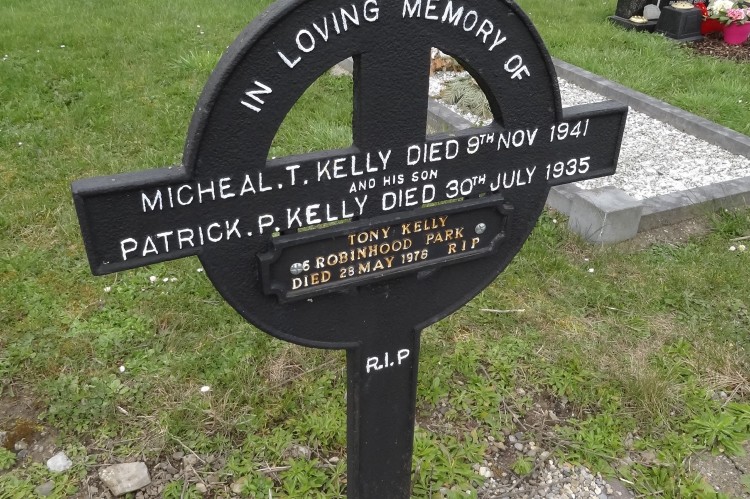 IN LOVING MEMORY OF
MICHEAL. T. KELLY DIED 9TH NOV 1941
AND HIS SON
PATRICK. P. KELLY DIED 30TH JULY 1935
TONY KELLY
6 ROBINHOOD PARK
DIED 28 MAY 1976 R I P
R.I.P